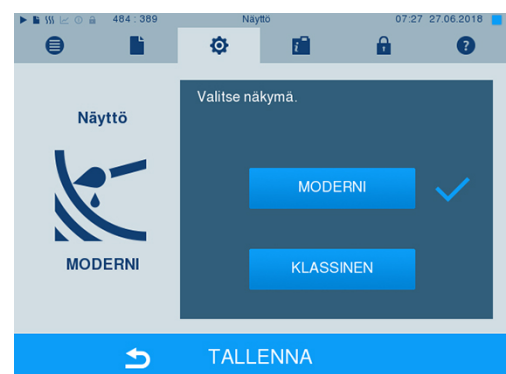 484 : 389 Näyttö 07:27 27.06.2018
Näyttö
Valitse näkymä.
MODERNI
MODERNI
KLASSINEN
TALLENNA